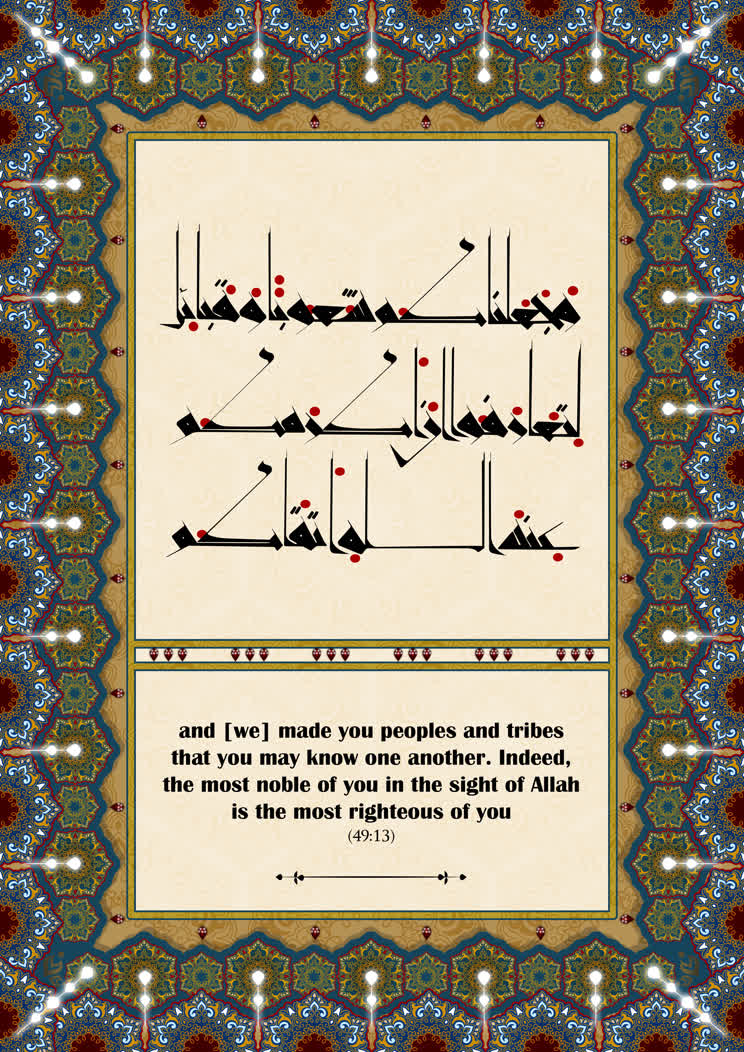 وجعلناكم شعوبا وقبائل
لتعارفوا إن أكرمكم
عند الله أتقاكم
and [we] made you peoples and tribes
that you may know one another. Indeed,
the most noble of you in the sight of Allah
is the most righteous of you
(49:13)